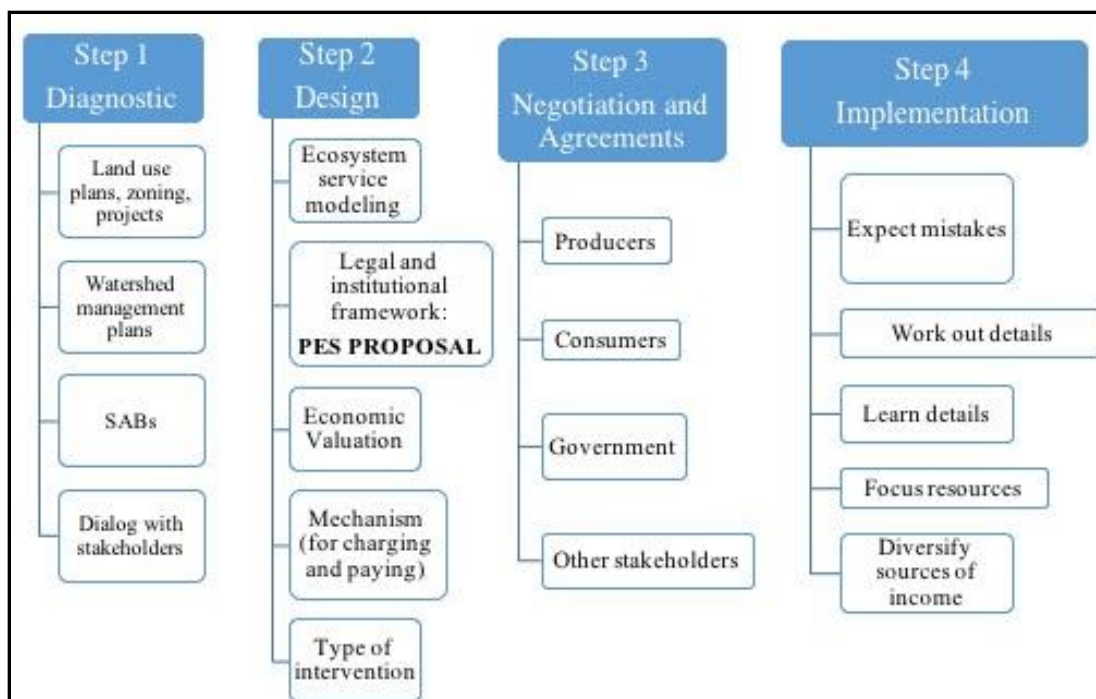 Step 1
Diagnostic
Land use
plans, zoning,
projects
Watershed
management
plans
SABs
Dialog with
stakeholders
Step 2
Design
Ecosystem
service
modeling
Legal and
institutional
framework:
PES PROPOSAL
Economic
Valuation
Mechanism
(for charging
and paying)
Type of
intervention
Step 3
Negotiation and
Agreements
Producers
Consumers
Government
Other stakeholders
Step 4
Implementation
Expect mistakes
Work out details
Learn details
Focus resources
Diversify
sources of
income